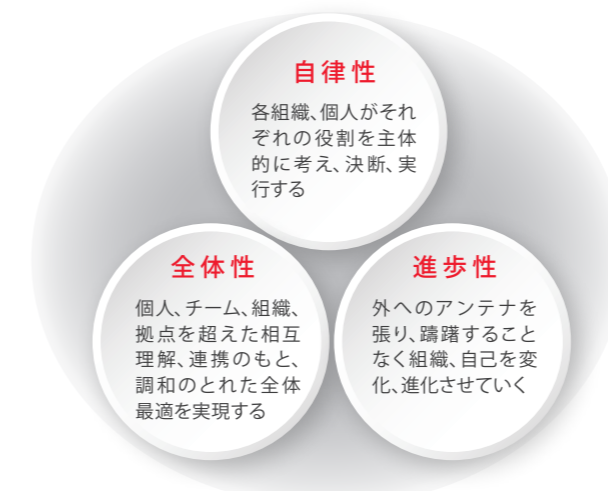 自律性
各組織、個人がそれ
ぞれの役割を主体
的に考え、決断、実
行する
全体性
個人、チーム、組織、
拠点を超えた相互
理解、連携のもと、
調和のとれた全体
最適を実現する
進歩性
外へのアンテナを
張り、躊躇すること
なく組織、自己を変
化、進化させていく